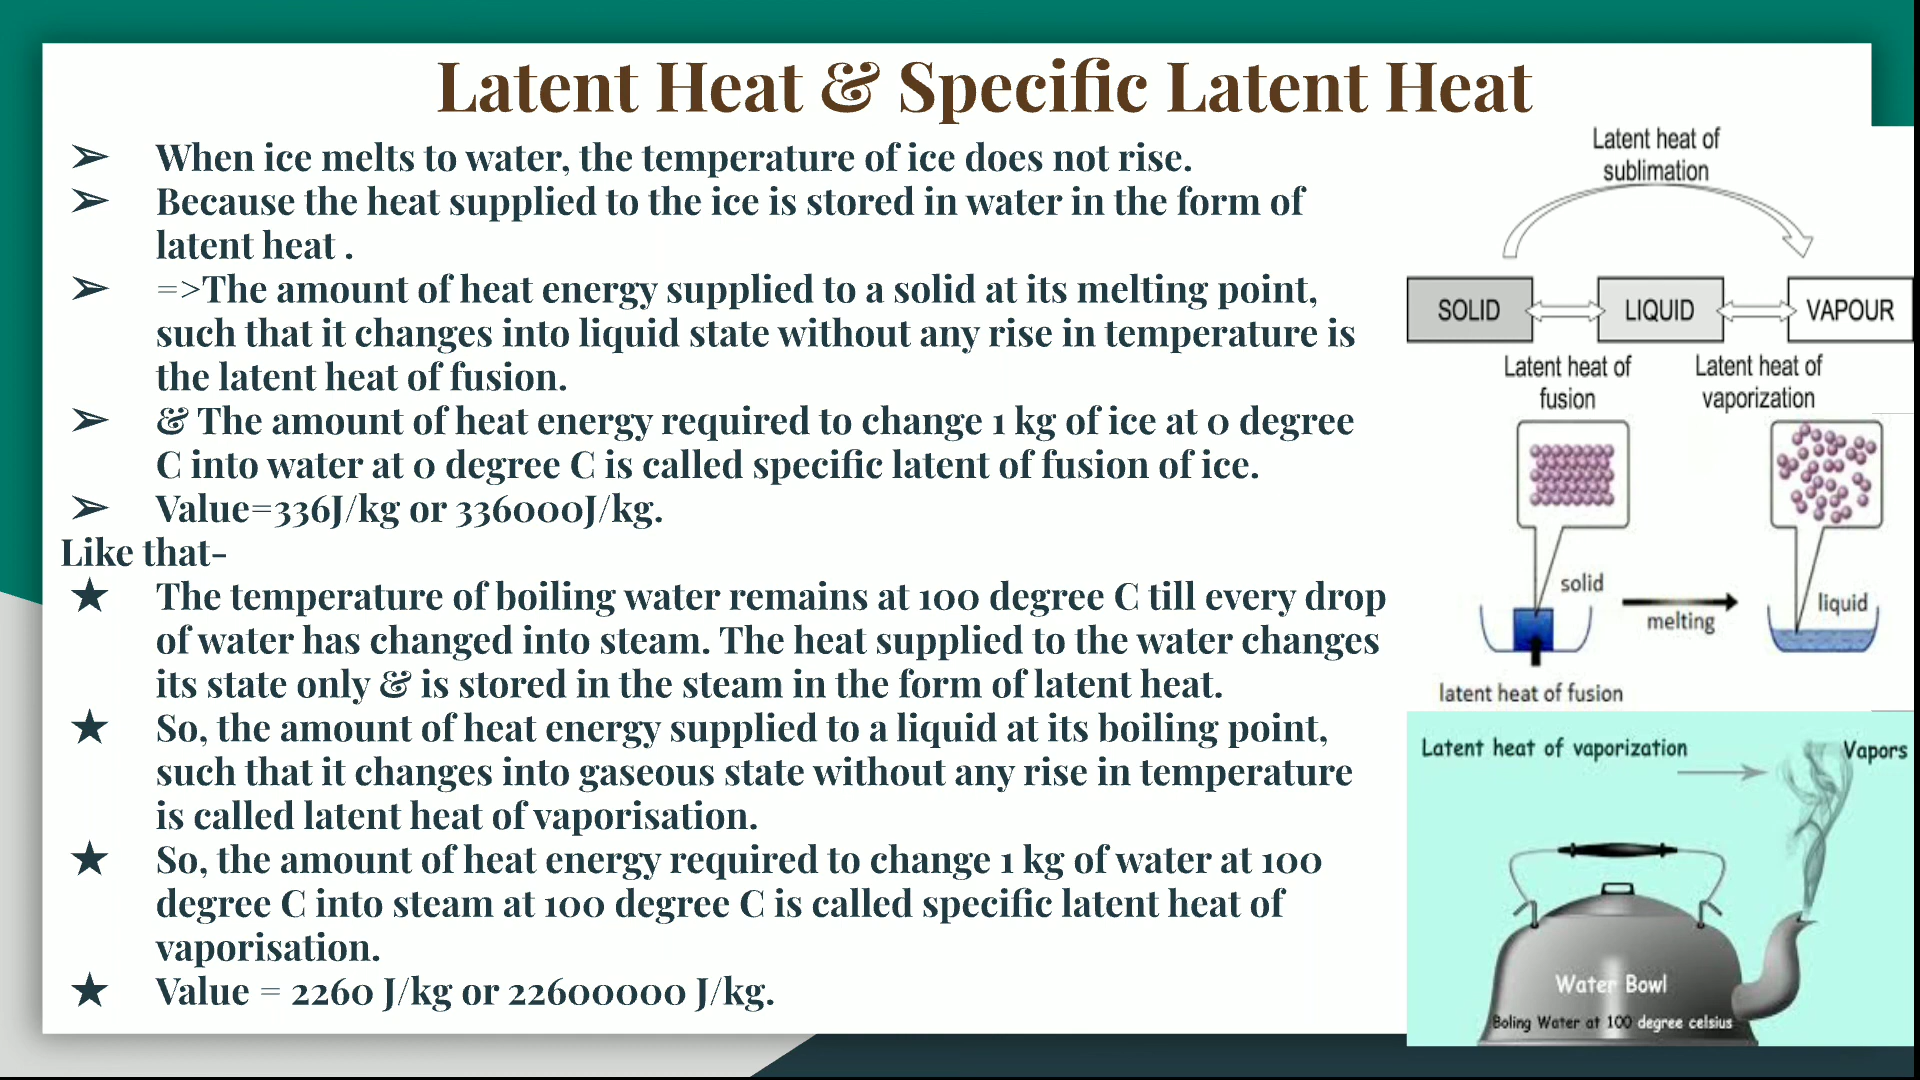 Latent Heat & Specific Latent Heat
➢ When ice melts to water, the temperature of ice does not rise.
➢ Because the heat supplied to the ice is stored in water in the form of
latent heat .
➢ =>The amount of heat energy supplied to a solid at its melting point,
such that it changes into liquid state without any rise in temperature is
the latent heat of fusion.
➢ & The amount of heat energy required to change 1 kg of ice at 0 degree
C into water at 0 degree C is called specific latent of fusion of ice.
➢ Value=336J/kg or 336000J/kg.
Like that-
★ The temperature of boiling water remains at 100 degree C till every drop
of water has changed into steam. The heat supplied to the water changes
its state only & is stored in the steam in the form of latent heat.
★ So, the amount of heat energy supplied to a liquid at its boiling point,
such that it changes into gaseous state without any rise in temperature
is called latent heat of vaporisation.
★ So, the amount of heat energy required to change 1 kg of water at 100
degree C into steam at 100 degree C is called specific latent heat of
vaporisation.
★ Value = 2260 J/kg or 22600000 J/kg.
Latent heat of
sublimation
SOLID LIQUID VAPOUR
Latent heat of
fusion
Latent heat of
vaporization
solid
melting
liquid
latent heat of fusion
Latent heat of vaporization
Vapors
Water Bowl
Boling Water at 100 degree celsius